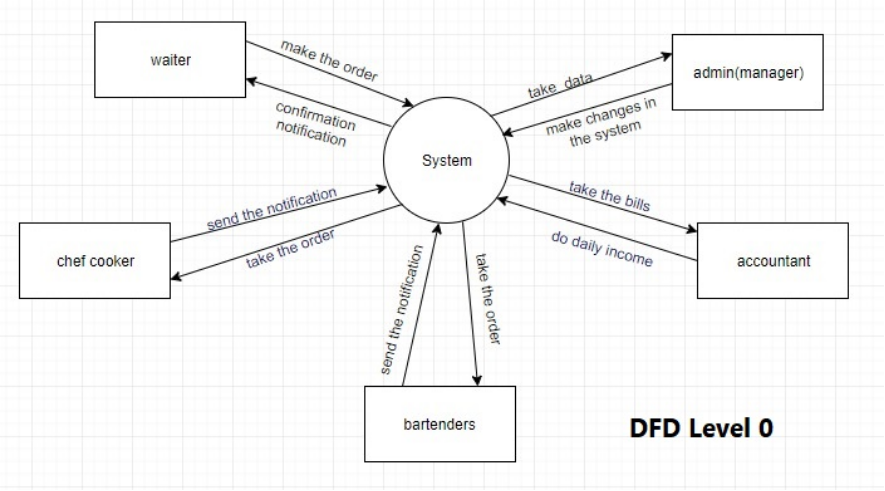 waiter
make the order
confirmation
notification
take data
admin(manager)
make changes in
the system
System
send the notification
take the order
chef cooker
take the bills
do daily income
accountant
send the notification
take the order
bartenders
DFD Level 0